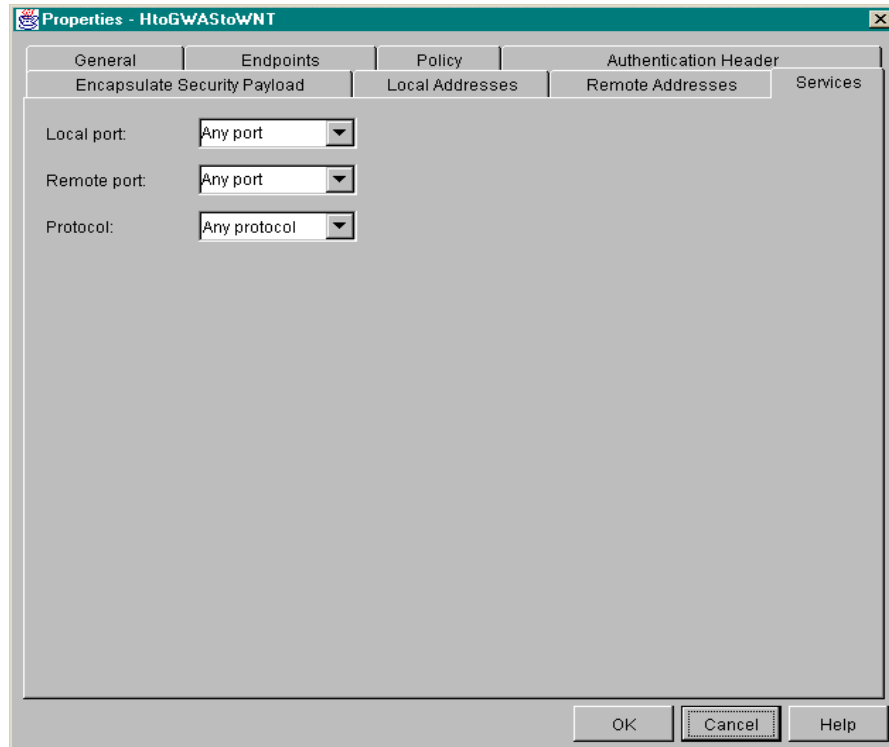 Properties - HtoGWAStoWNT
General Endpoints Policy Authentication Header
Encapsulate Security Payload Local Addresses Remote Addresses Services
Local port: Any port
Remote port: Any port
Protocol: Any protocol
OK Cancel Help